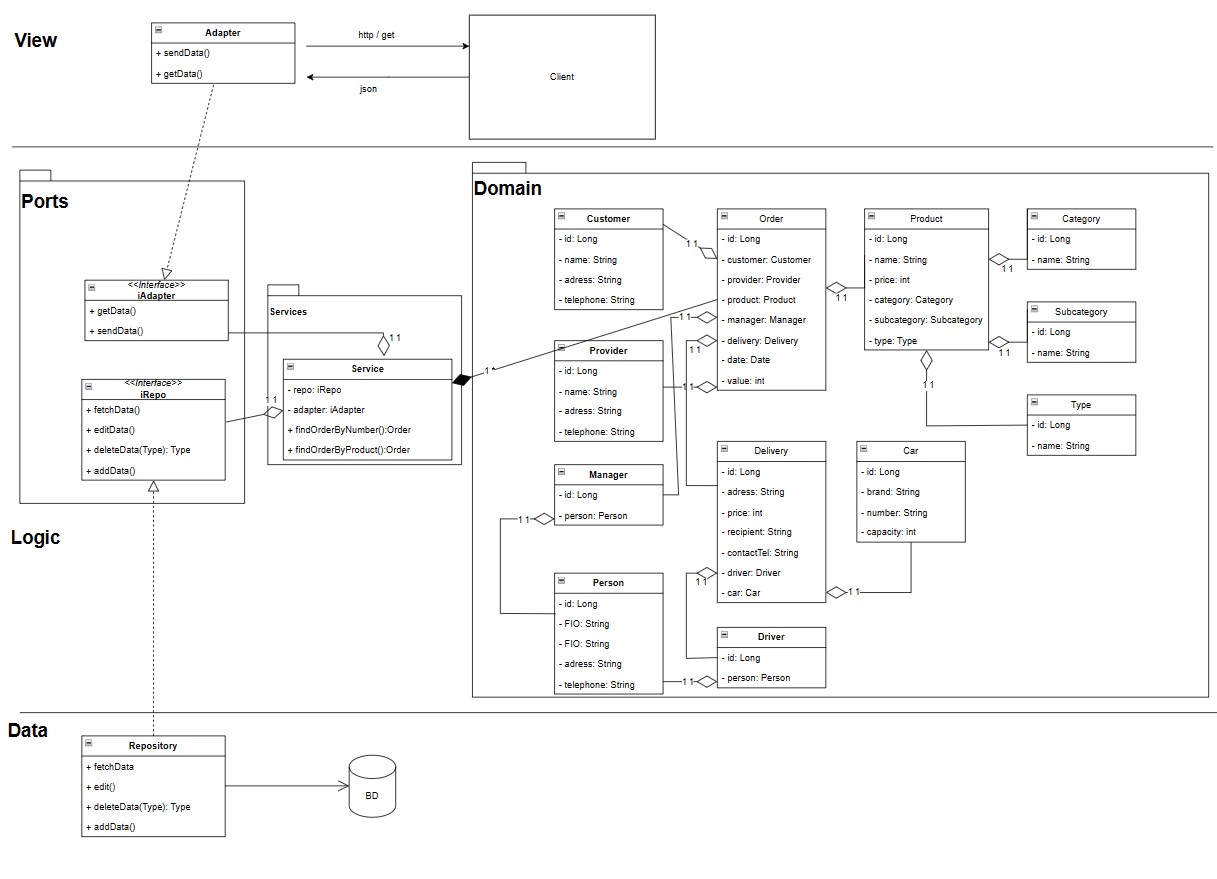 View
Adapter
+ sendData()
+ getData()
http / get
json
Client
Ports
<<Interface>>
iAdapter
+ getData()
+ sendData()
<<Interface>>
iRepo
+ fetchData()
+ editData()
+ deleteData(Type): Type
+ addData()
Services
1 1
1 1
Service
- repo: iRepo
- adapter: iAdapter
+ findOrderByNumber():Order
+ findOrderByProduct():Order
1 *
Domain
Customer
- id: Long
- name: String
- adress: String
- telephone: String
1 1
Provider
- id: Long
- name: String
- adress: String
- telephone: String
1 1
1 1
1 1
Manager
- id: Long
- person: Person
1 1
Person
- id: Long
- FIO: String
- FIO: String
- adress: String
- telephone: String
1 1
Order
- id: Long
- customer: Customer
- provider: Provider
- product: Product
- manager: Manager
- delivery: Delivery
- date: Date
- value: int
1 1
Delivery
- id: Long
- adress: String
- price: int
- recipient: String
- contactTel: String
- driver: Driver
- car: Car
1 1
1 1
Driver
- id: Long
- person: Person
Product
- id: Long
- name: String
- price: int
- category: Category
- subcategory: Subcategory
- type: Type
1 1
1 1
1 1
Car
- id: Long
- brand: String
- number: String
- capacity: int
Category
- id: Long
- name: String
Subcategory
- id: Long
- name: String
Type
- id: Long
- name: String
Logic
Data
Repository
+ fetchData
+ edit()
+ deleteData(Type): Type
+ addData()
BD